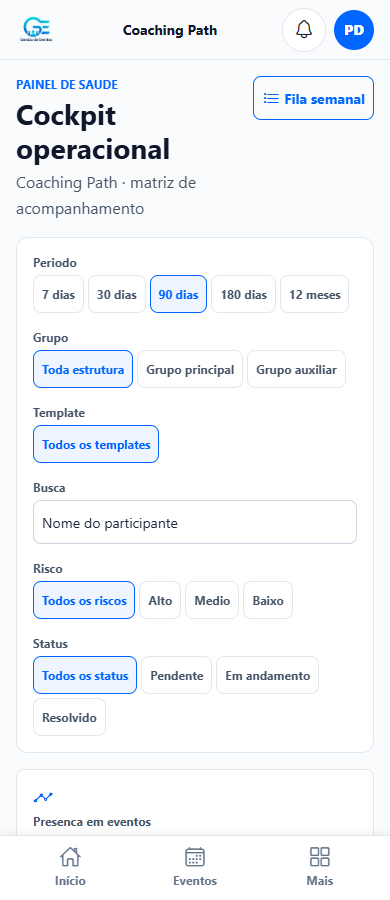 Coaching Path
PD
PAINEL DE SAUDE
Cockpit
operacional
Coaching Path · matriz de
acompanhamento
Fila semanal
Periodo
7 dias
30 dias
90 dias
180 dias
12 meses
Grupo
Toda estrutura
Grupo principal
Grupo auxiliar
Template
Todos os templates
Busca
Nome do participante
Risco
Todos os riscos
Alto
Medio
Baixo
Status
Todos os status
Pendente
Em andamento
Resolvido
Presenca em eventos
Início
Eventos
Mais